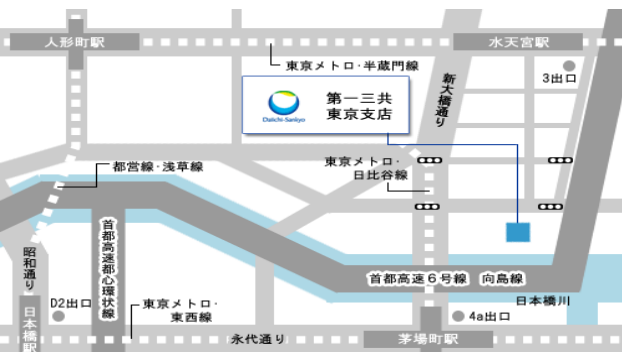 人形町駅
水天宮駅
東京メトロ・半蔵門線
3出口
新大橋通り
第一三共
東京支店
Daiichi-Sankyo
東京メトロ・
日比谷線
都営線・浅草線
首都高速都心環状線
昭和通り
首都高速6号線 向島線
日本橋川
D2出口
東京メトロ・
東西線
4a出口
日本橋駅
永代通り
茅場町駅